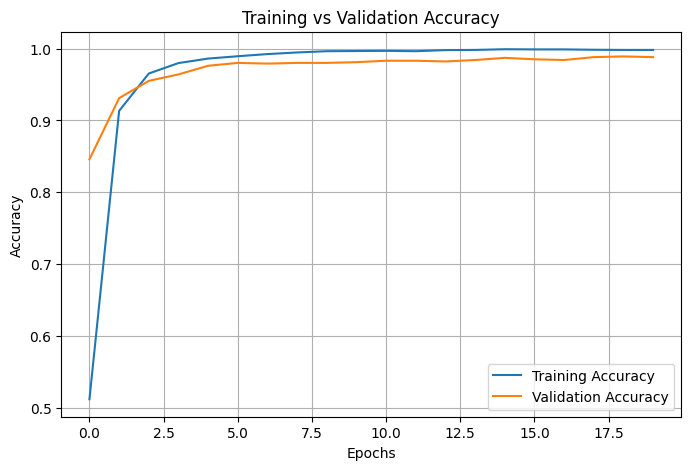 Training vs Validation Accuracy
1.0
0.9
0.8
0.7
0.6
0.5
Accuracy
0.0 2.5 5.0 7.5 10.0 12.5 15.0 17.5
Epochs
Training Accuracy
Validation Accuracy